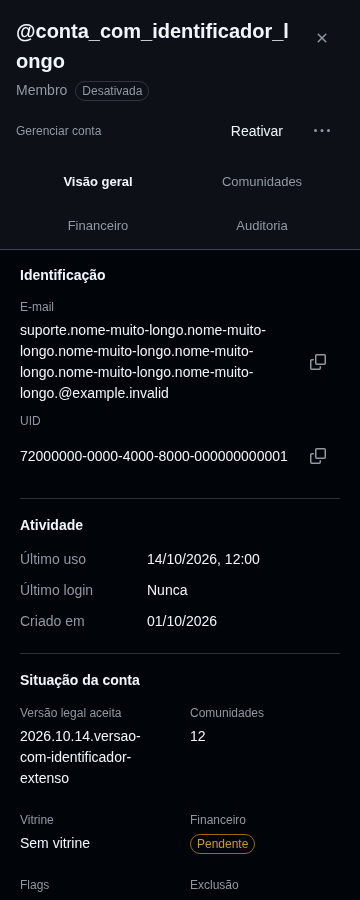 @conta_com_identificador_l
ongo
Membro Desativada
Gerenciar conta Reativar
Visão geral Comunidades
Financeiro Auditoria
Identificação
E-mail
suporte.nome-muito-longo.nome-muito-
longo.nome-muito-longo.nome-muito-
longo.nome-muito-longo.nome-muito-
longo.@example.invalid
UID
72000000-0000-4000-8000-000000000001
Atividade
Último uso 14/10/2026, 12:00
Último login Nunca
Criado em 01/10/2026
Situação da conta
Versão legal aceita Comunidades
2026.10.14.versao- 12
com-identificador-
extenso
Vitrine Financeiro
Sem vitrine Pendente
Flags Exclusão